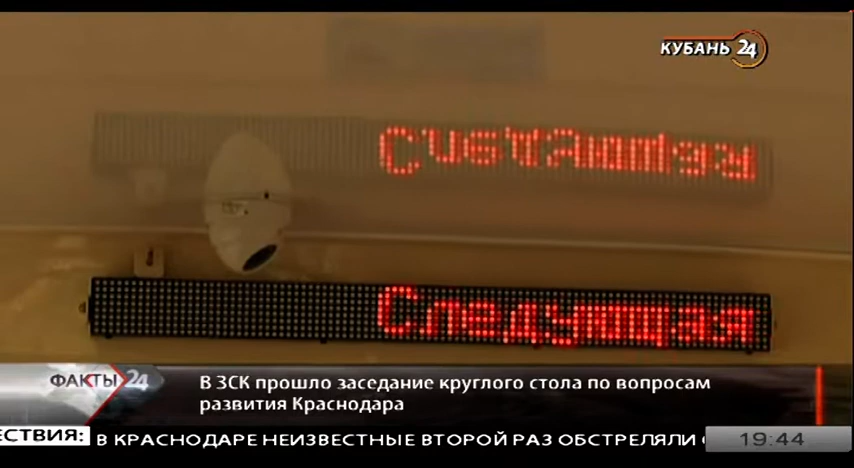 КУБАНЬ 24
Следующая
ФАКТЫ 24
В ЗСК прошло заседание круглого стола по вопросам
развития Краснодара
ЕСТВИЯ: В КРАСНОДАРЕ НЕИЗВЕСТНЫЕ ВТОРОЙ РАЗ ОБСТРЕЛЯЛИ
19:44